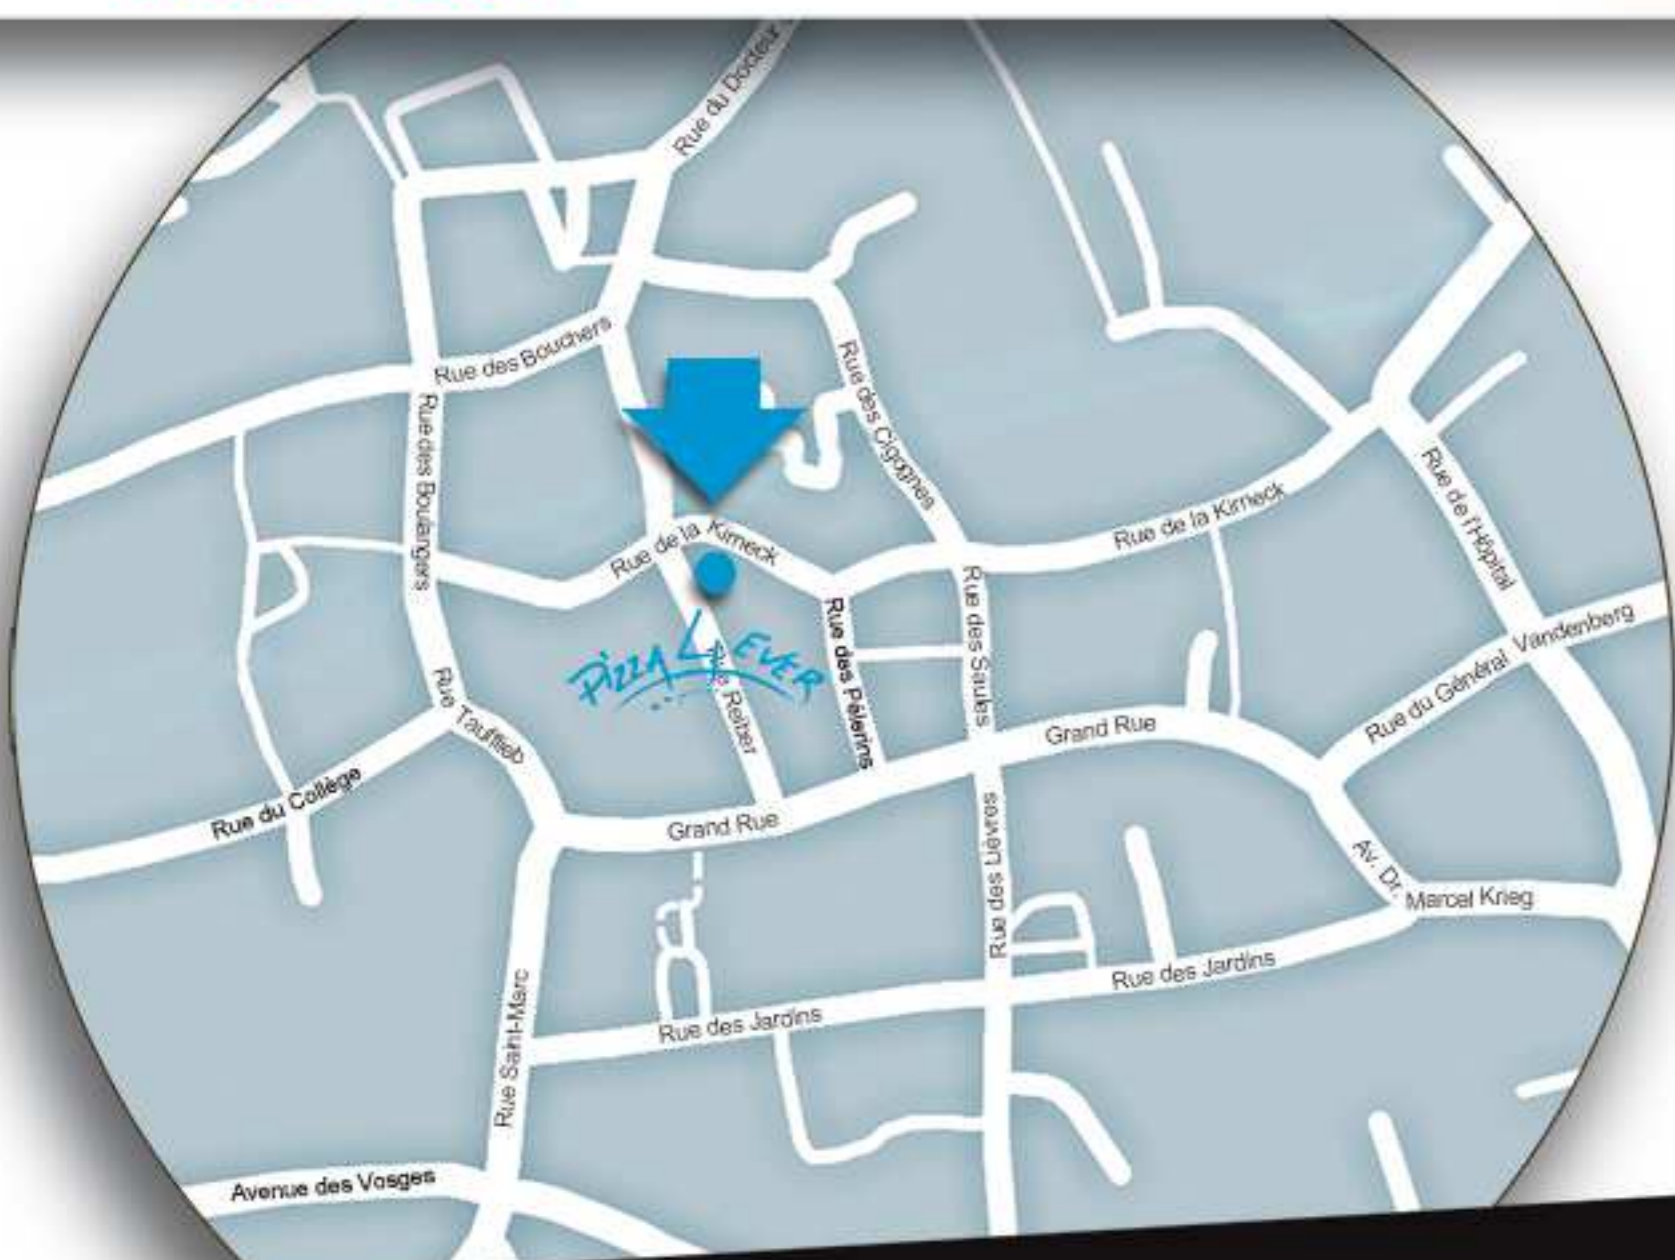 Rue du Docteur
Rue des Bouchers
Rue des Cigognes
Rue des Boulangers
Rue de la Kirneck
Rue de la Kirneck
Rue de l'Hôpital
Rue des Pélerins
Rue des Saules
Rue du Général Vandenberg
PIZZA 4 EVER
Reiber
Rue Taufflieb
Grand Rue
Rue du Collège
Grand Rue
Rue des Lièvres
Av. Dr. Marcel Krieg
Rue des Jardins
Rue des Jardins
Rue Saint-Marc
Avenue des Vosges